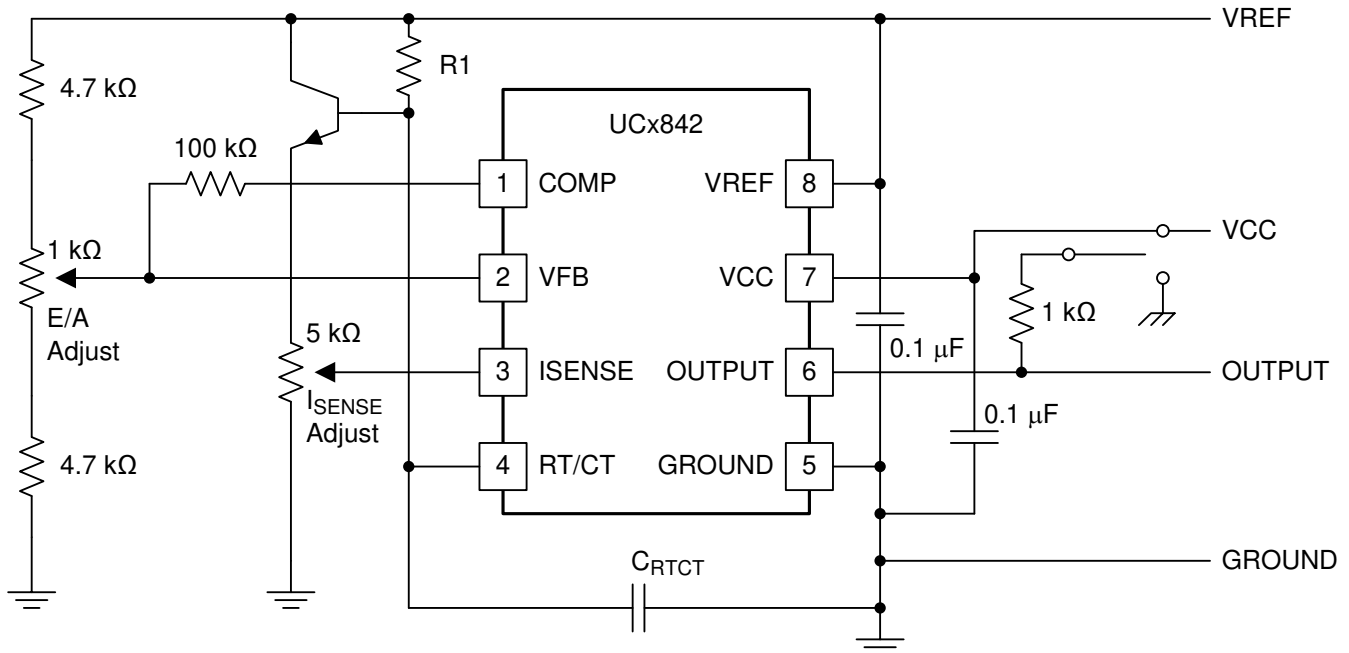 VREF
4.7 kΩ
R1
UCx842
100 kΩ
1 COMP
VREF 8
1 kΩ
E/A
Adjust
2 VFB
VCC 7
VCC
1 kΩ
5 kΩ
ISENSE
Adjust
3 ISENSE
OUTPUT 6
0.1 μF
OUTPUT
0.1 μF
4.7 kΩ
4 RT/CT
GROUND 5
GROUND
CRTCT